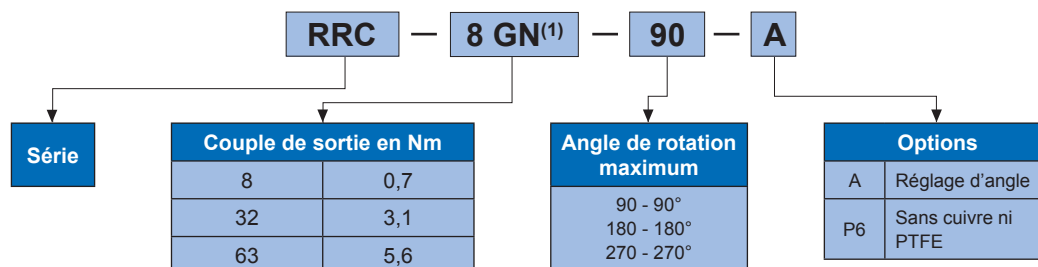 RRC — 8 GN(1) — 90 — A
Série
Couple de sortie en Nm
8 0,7
32 3,1
63 5,6
Angle de rotation
maximum
90 - 90°
180 - 180°
270 - 270°
Options
A Réglage d'angle
P6 Sans cuivre ni
PTFE